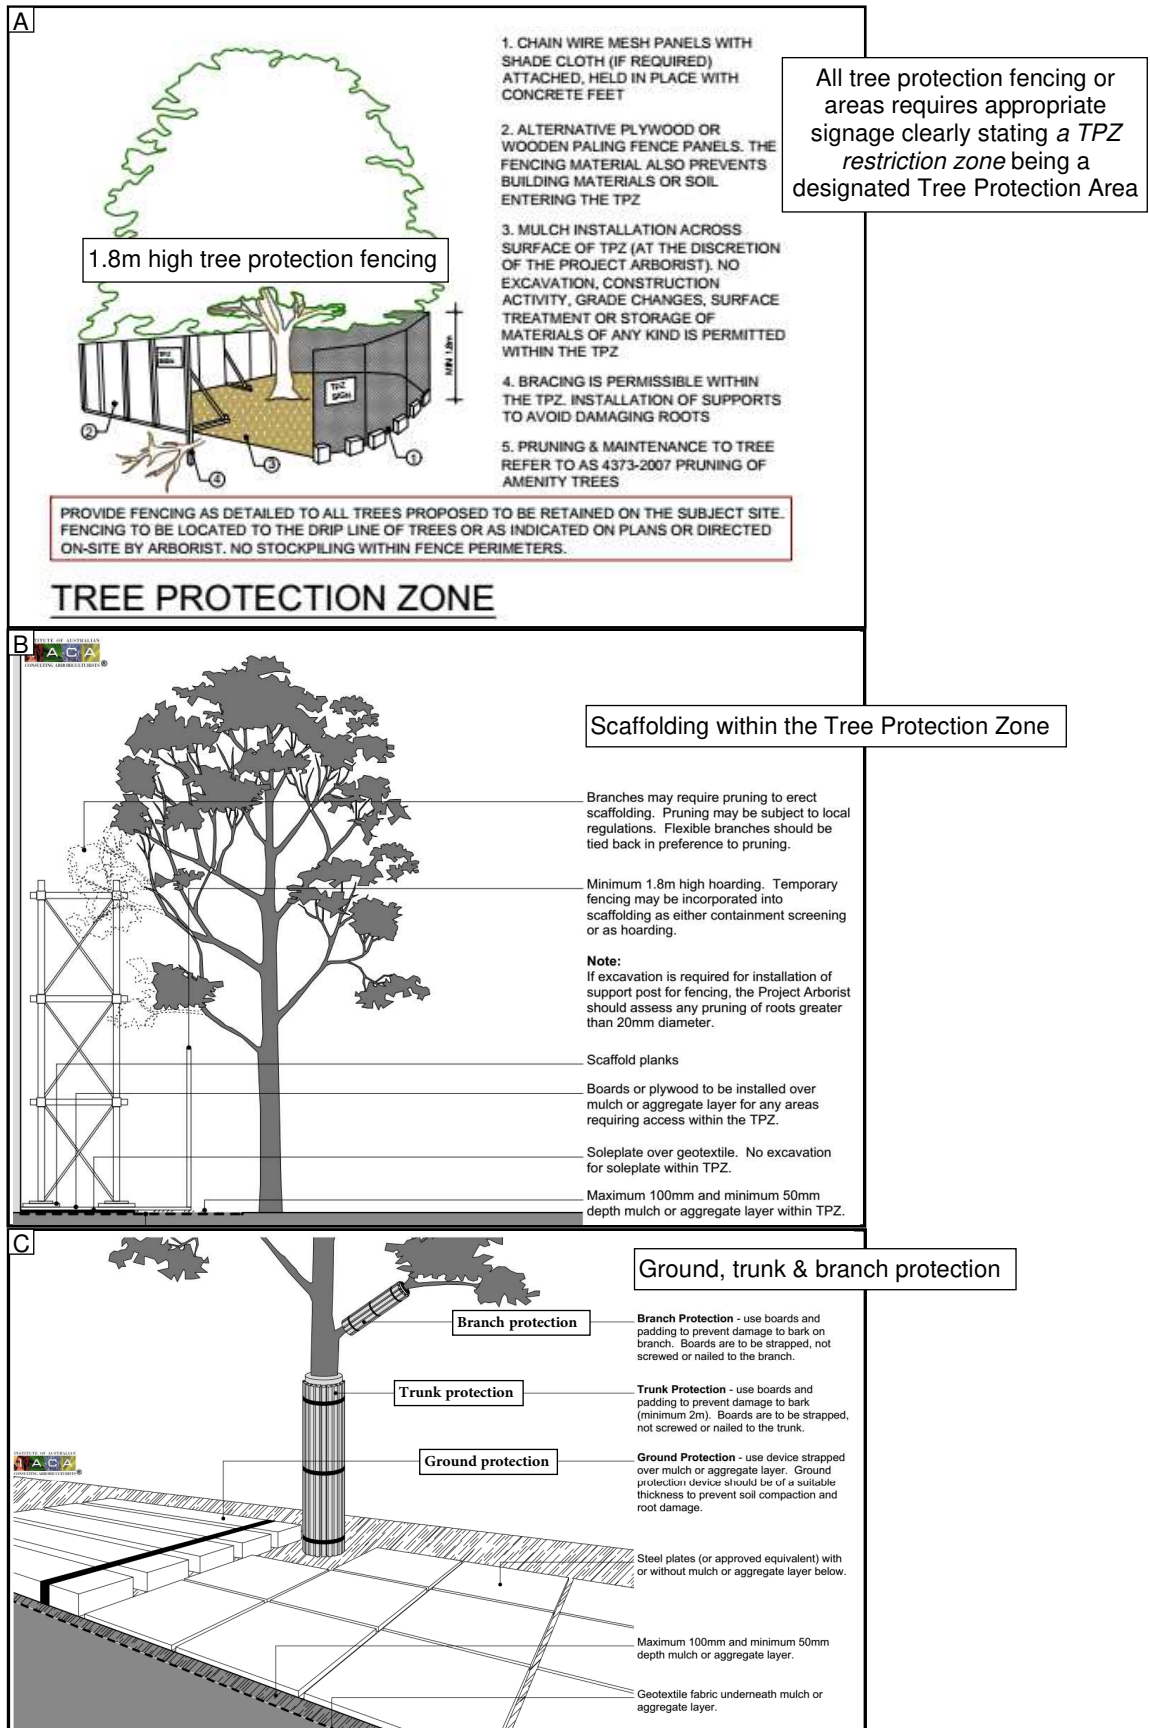 A
1. CHAIN WIRE MESH PANELS WITH
SHADE CLOTH (IF REQUIRED)
ATTACHED, HELD IN PLACE WITH
CONCRETE FEET
2. ALTERNATIVE PLYWOOD OR
WOODEN PALING FENCE PANELS. THE
FENCING MATERIAL ALSO PREVENTS
BUILDING MATERIALS OR SOIL
ENTERING THE TPZ
3. MULCH INSTALLATION ACROSS
SURFACE OF TPZ (AT THE DISCRETION
OF THE PROJECT ARBORIST). NO
EXCAVATION, CONSTRUCTION
ACTIVITY, GRADE CHANGES, SURFACE
TREATMENT OR STORAGE OF
MATERIALS OF ANY KIND IS PERMITTED
WITHIN THE TPZ
4. BRACING IS PERMISSIBLE WITHIN
THE TPZ. INSTALLATION OF SUPPORTS
TO AVOID DAMAGING ROOTS
5. PRUNING & MAINTENANCE TO TREE
REFER TO AS 4373-2007 PRUNING OF
AMENITY TREES
All tree protection fencing or
areas requires appropriate
signage clearly stating a TPZ
restriction zone being a
designated Tree Protection Area
1.8m high tree protection fencing
TPZ
SIGN
TPZ
SIGN
MIN 1.8m
2
3
4
1
PROVIDE FENCING AS DETAILED TO ALL TREES PROPOSED TO BE RETAINED ON THE SUBJECT SITE.
FENCING TO BE LOCATED TO THE DRIP LINE OF TREES OR AS INDICATED ON PLANS OR DIRECTED
ON-SITE BY ARBORIST. NO STOCKPILING WITHIN FENCE PERIMETERS.
TREE PROTECTION ZONE
B
TITUTE OF AUSTRALIAN
ACA
CONSULTING ARBORICULTURISTS ®
Scaffolding within the Tree Protection Zone
Branches may require pruning to erect
scaffolding. Pruning may be subject to local
regulations. Flexible branches should be
tied back in preference to pruning.
Minimum 1.8m high hoarding. Temporary
fencing may be incorporated into
scaffolding as either containment screening
or as hoarding.
Note:
If excavation is required for installation of
support post for fencing, the Project Arborist
should assess any pruning of roots greater
than 20mm diameter.
Scaffold planks
Boards or plywood to be installed over
mulch or aggregate layer for any areas
requiring access within the TPZ.
Soleplate over geotextile. No excavation
for soleplate within TPZ.
Maximum 100mm and minimum 50mm
depth mulch or aggregate layer within TPZ.
C
Ground, trunk & branch protection
Branch protection
Branch Protection - use boards and
padding to prevent damage to bark on
branch. Boards are to be strapped, not
screwed or nailed to the branch.
Trunk protection
Trunk Protection - use boards and
padding to prevent damage to bark
(minimum 2m). Boards are to be strapped,
not screwed or nailed to the trunk.
INSTITUTE OF AUSTRALIAN
IACA
CONSULTING ARBORICULTURISTS ®
Ground protection
Ground Protection - use device strapped
over mulch or aggregate layer. Ground
protection device should be of a suitable
thickness to prevent soil compaction and
root damage.
Steel plates (or approved equivalent) with
or without mulch or aggregate layer below.
Maximum 100mm and minimum 50mm
depth mulch or aggregate layer.
Geotextile fabric underneath mulch or
aggregate layer.